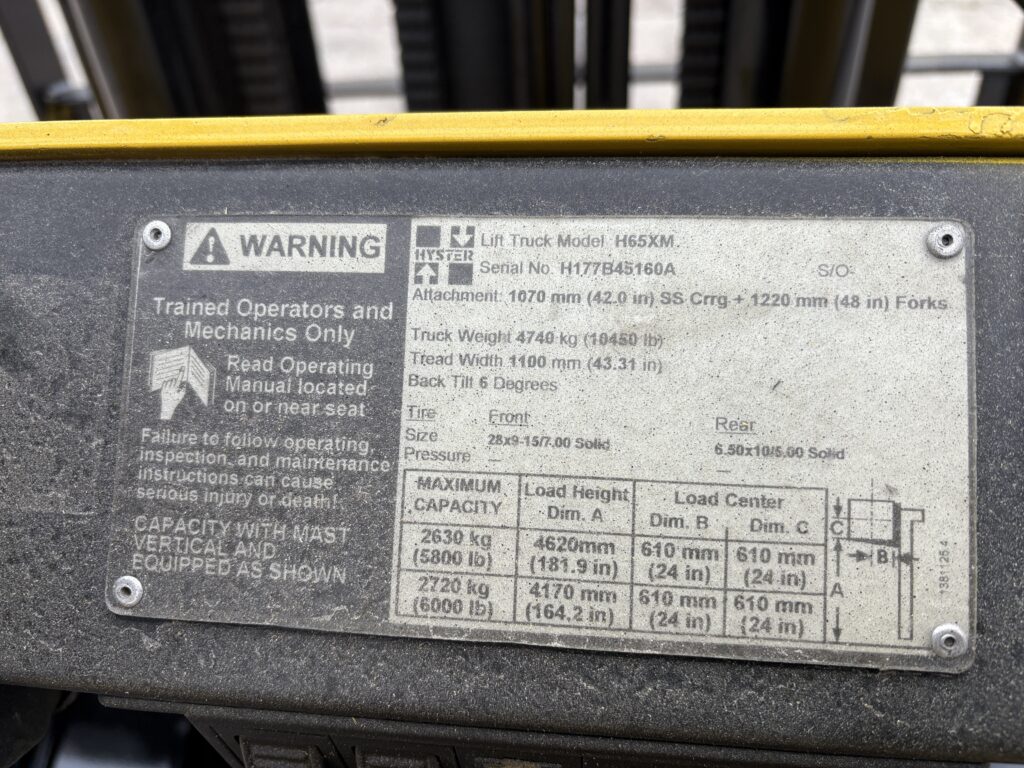 WARNING
Trained Operators and
Mechanics Only
Read Operating
Manual located
on or near seat
Failure to follow operating,
inspection, and maintenance
instructions can cause
serious injury or death!
CAPACITY WITH MAST
VERTICAL AND
EQUIPPED AS SHOWN
HYSTER
Lift Truck Model H65XM
Serial No. H177B45160A S/O:
Attachment: 1070 mm (42.0 in) SS Crrg + 1220 mm (48 in) Forks
Truck Weight 4740 kg (10450 lb)
Tread Width 1100 mm (43.31 in)
Back Tilt 6 Degrees
Tire Front Rear
Size 28x9-15/7.00 Solid 6.50x10/5.00 Solid
Pressure — —
MAXIMUM CAPACITY Load Height Dim. A Load Center Dim. B Dim. C
2630 kg (5800 lb) 4620mm (181.9 in) 610 mm (24 in) 610 mm (24 in)
2720 kg (6000 lb) 4170 mm (164.2 in) 610 mm (24 in) 610 mm (24 in)
C
B
A